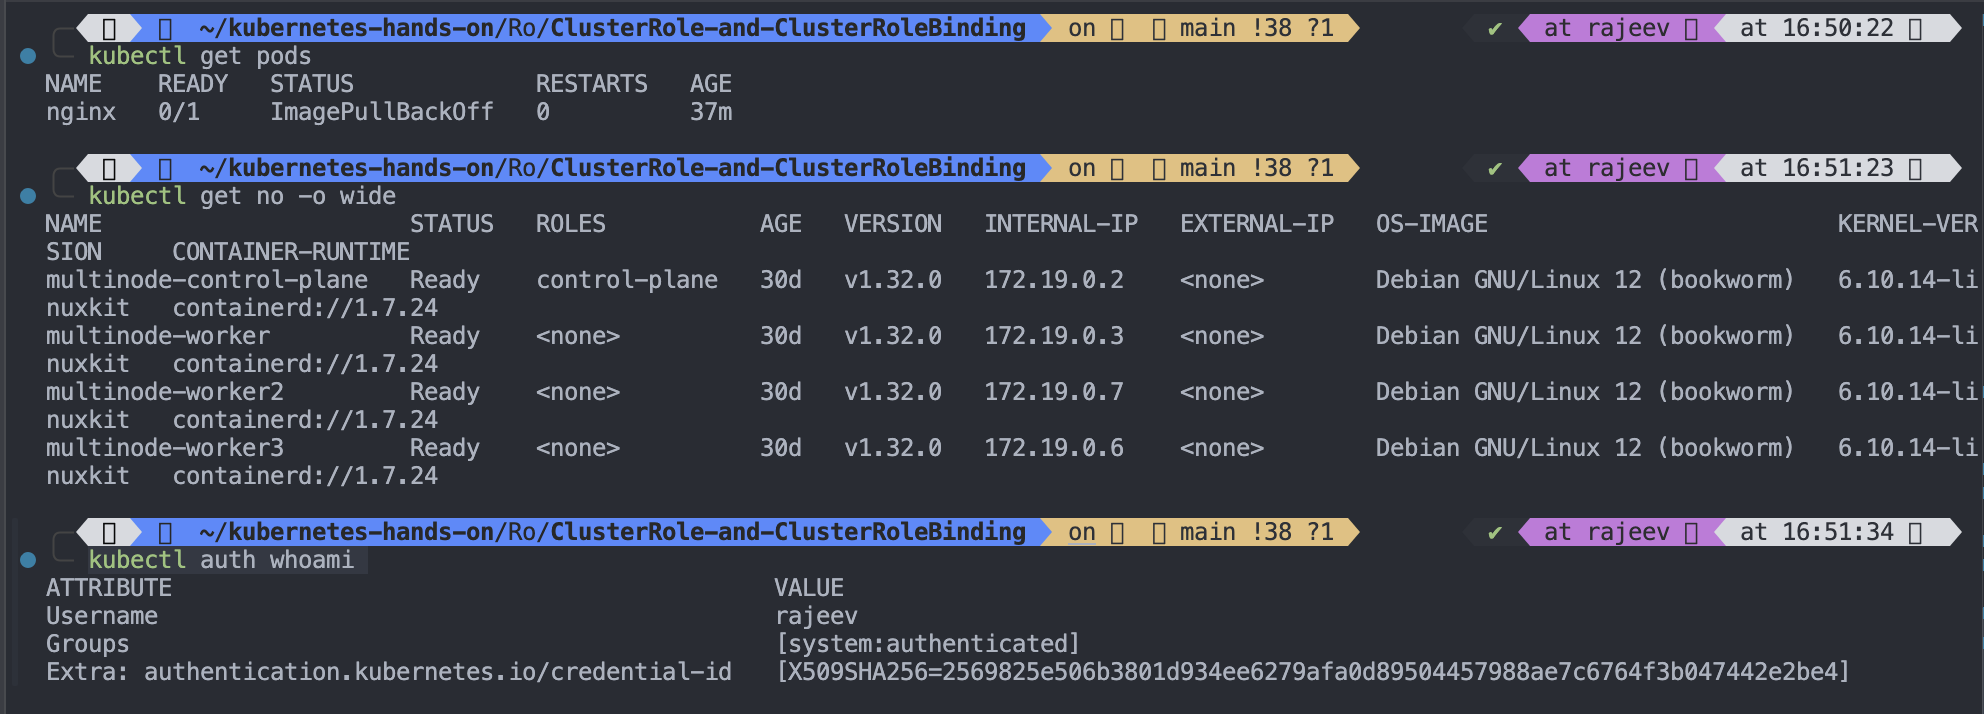 ~/kubernetes-hands-on/Ro/ClusterRole-and-ClusterRoleBinding on main !38 ?1 ✔ at rajeev at 16:50:22
kubectl get pods
NAME READY STATUS RESTARTS AGE
nginx 0/1 ImagePullBackOff 0 37m
~/kubernetes-hands-on/Ro/ClusterRole-and-ClusterRoleBinding on main !38 ?1 ✔ at rajeev at 16:51:23
kubectl get no -o wide
NAME STATUS ROLES AGE VERSION INTERNAL-IP EXTERNAL-IP OS-IMAGE KERNEL-VER
SION CONTAINER-RUNTIME
multinode-control-plane Ready control-plane 30d v1.32.0 172.19.0.2 <none> Debian GNU/Linux 12 (bookworm) 6.10.14-li
nuxkit containerd://1.7.24
multinode-worker Ready <none> 30d v1.32.0 172.19.0.3 <none> Debian GNU/Linux 12 (bookworm) 6.10.14-li
nuxkit containerd://1.7.24
multinode-worker2 Ready <none> 30d v1.32.0 172.19.0.7 <none> Debian GNU/Linux 12 (bookworm) 6.10.14-li
nuxkit containerd://1.7.24
multinode-worker3 Ready <none> 30d v1.32.0 172.19.0.6 <none> Debian GNU/Linux 12 (bookworm) 6.10.14-li
nuxkit containerd://1.7.24
~/kubernetes-hands-on/Ro/ClusterRole-and-ClusterRoleBinding on main !38 ?1 ✔ at rajeev at 16:51:34
kubectl auth whoami
ATTRIBUTE VALUE
Username rajeev
Groups [system:authenticated]
Extra: authentication.kubernetes.io/credential-id [X509SHA256=2569825e506b3801d934ee6279afa0d89504457988ae7c6764f3b047442e2be4]